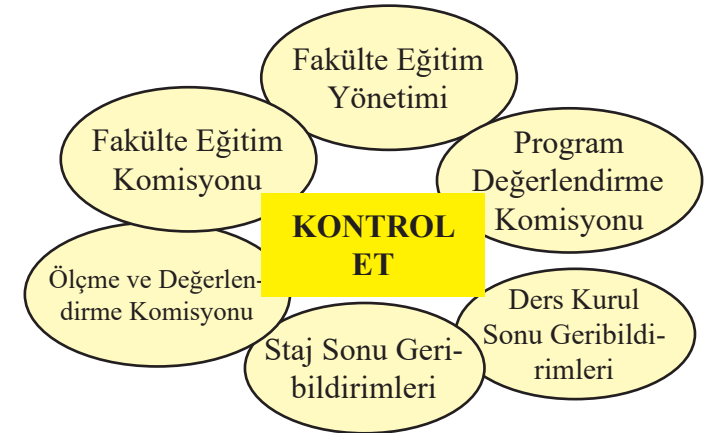 Fakülte Eğitim
Yönetimi
Fakülte Eğitim
Komisyonu
Program
Değerlendirme
Komisyonu
KONTROL
ET
Ölçme ve Değerlen-
dirme Komisyonu
Ders Kurul
Sonu Geribildi-
rimleri
Staj Sonu Geri-
bildirimleri